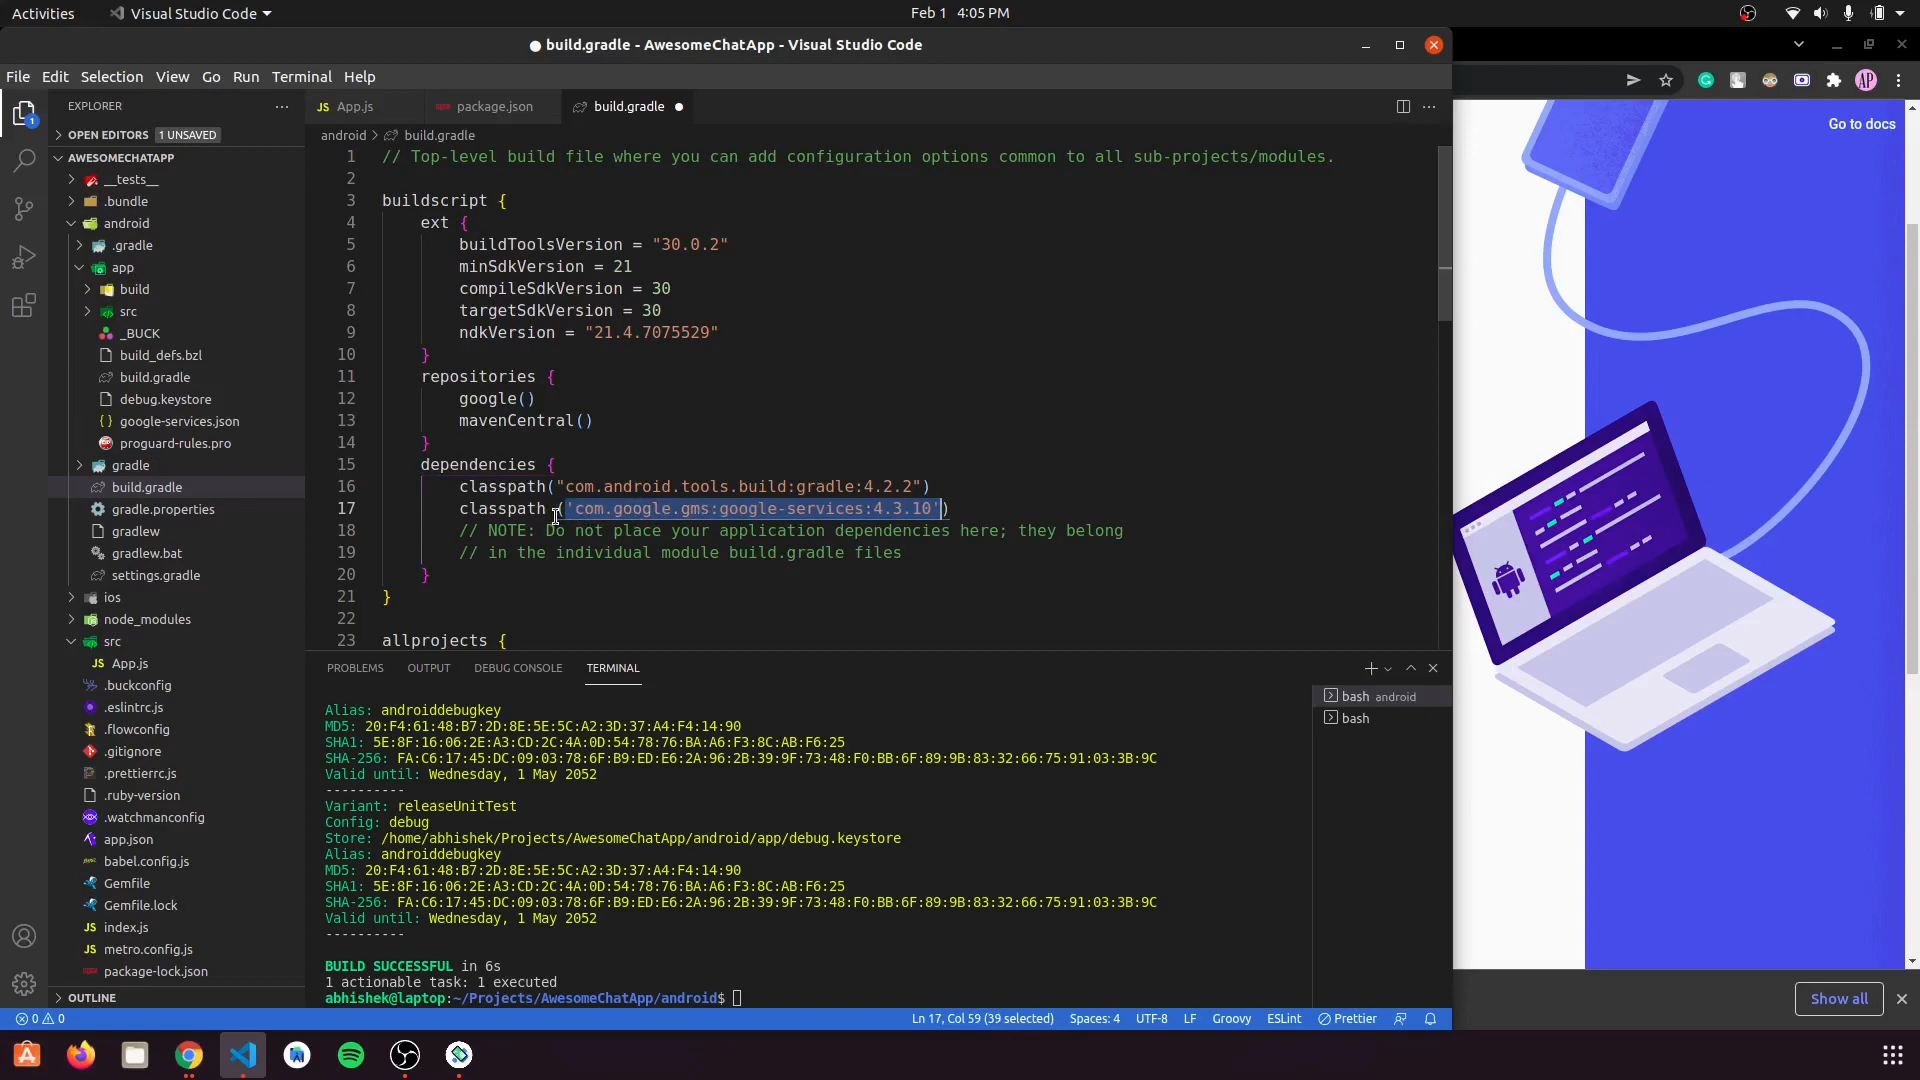 Activities
Visual Studio Code
Feb 1 4:05 PM
● build.gradle - AwesomeChatApp - Visual Studio Code
File Edit Selection View Go Run Terminal Help
AP
Go to docs
EXPLORER
OPEN EDITORS 1 UNSAVED
AWESOMECHATAPP
__tests__
.bundle
android
.gradle
app
build
src
_BUCK
build_defs.bzl
build.gradle
debug.keystore
google-services.json
proguard-rules.pro
gradle
build.gradle
gradle.properties
gradlew
gradlew.bat
settings.gradle
ios
node_modules
src
JS App.js
.buckconfig
.eslintrc.js
.flowconfig
.gitignore
.prettierrc.js
.ruby-version
.watchmanconfig
app.json
babel.config.js
Gemfile
Gemfile.lock
JS index.js
JS metro.config.js
package-lock.json
OUTLINE
JS App.js
package.json
build.gradle
android > build.gradle
1 // Top-level build file where you can add configuration options common to all sub-projects/modules.
2
3 buildscript {
4 ext {
5 buildToolsVersion = "30.0.2"
6 minSdkVersion = 21
7 compileSdkVersion = 30
8 targetSdkVersion = 30
9 ndkVersion = "21.4.7075529"
10 }
11 repositories {
12 google()
13 mavenCentral()
14 }
15 dependencies {
16 classpath("com.android.tools.build:gradle:4.2.2")
17 classpath ('com.google.gms:google-services:4.3.10')
18 // NOTE: Do not place your application dependencies here; they belong
19 // in the individual module build.gradle files
20 }
21 }
22
23 allprojects {
PROBLEMS OUTPUT DEBUG CONSOLE TERMINAL
bash android
bash
Alias: androiddebugkey
MD5: 20:F4:61:48:B7:2D:8E:5E:5C:A2:3D:37:A4:F4:14:90
SHA1: 5E:8F:16:06:2E:A3:CD:2C:4A:0D:54:78:76:BA:A6:F3:8C:AB:F6:25
SHA-256: FA:C6:17:45:DC:09:03:78:6F:B9:ED:E6:2A:96:2B:39:9F:73:48:F0:BB:6F:89:9B:83:32:66:75:91:03:3B:9C
Valid until: Wednesday, 1 May 2052
----------
Variant: releaseUnitTest
Config: debug
Store: /home/abhishek/Projects/AwesomeChatApp/android/app/debug.keystore
Alias: androiddebugkey
MD5: 20:F4:61:48:B7:2D:8E:5E:5C:A2:3D:37:A4:F4:14:90
SHA1: 5E:8F:16:06:2E:A3:CD:2C:4A:0D:54:78:76:BA:A6:F3:8C:AB:F6:25
SHA-256: FA:C6:17:45:DC:09:03:78:6F:B9:ED:E6:2A:96:2B:39:9F:73:48:F0:BB:6F:89:9B:83:32:66:75:91:03:3B:9C
Valid until: Wednesday, 1 May 2052
----------
BUILD SUCCESSFUL in 6s
1 actionable task: 1 executed
abhishek@laptop:~/Projects/AwesomeChatApp/android$
Show all
0 0
Ln 17, Col 59 (39 selected)
Spaces: 4
UTF-8
LF
Groovy
ESLint
Prettier